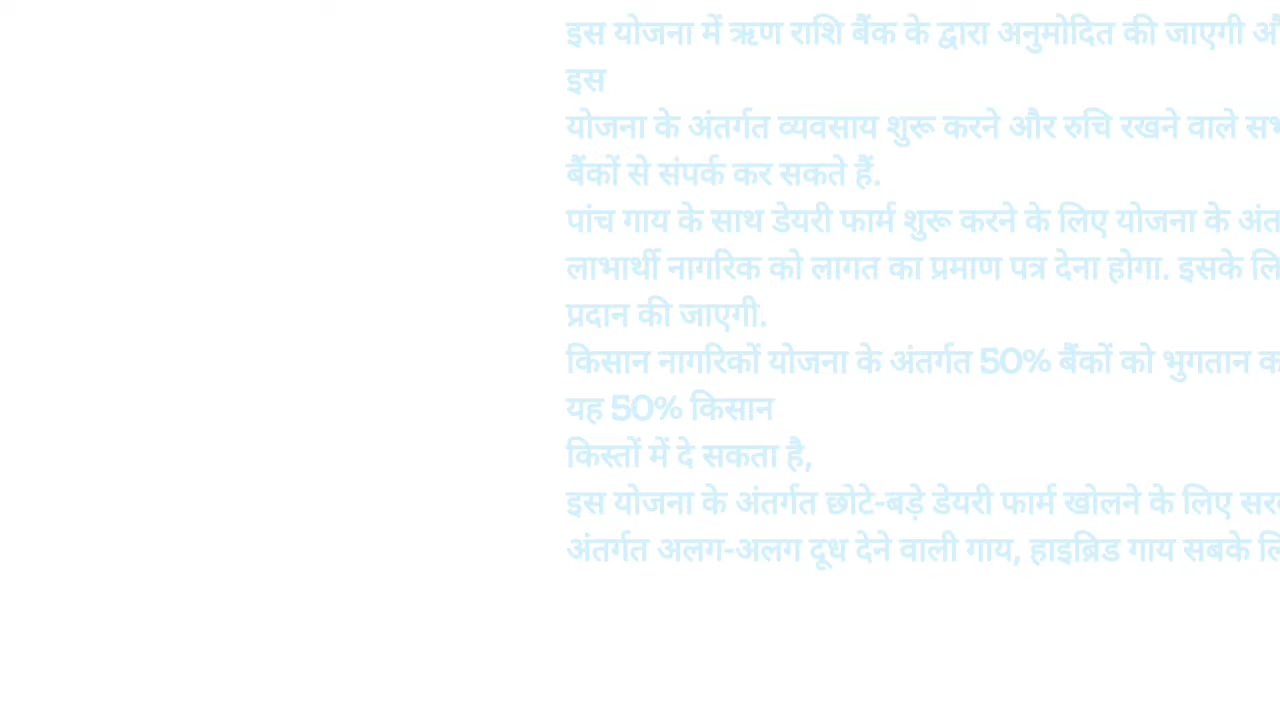 इस योजना में ऋण राशि बैंक के द्वारा अनुमोदित की जाएगी
इस
योजना के अंतर्गत व्यवसाय शुरू करने और रुचि रखने वाले
बैंकों से संपर्क कर सकते हैं.
पांच गाय के साथ डेयरी फार्म शुरू करने के लिए योजना के
लाभार्थी नागरिक को लागत का प्रमाण पत्र देना होगा. इसके
प्रदान की जाएगी.
किसान नागरिकों योजना के अंतर्गत 50% बैंकों को भुगतान
यह 50% किसान
किस्तों में दे सकता है,
इस योजना के अंतर्गत छोटे-बड़े डेयरी फार्म खोलने के लिए
अंतर्गत अलग-अलग दूध देने वाली गाय, हाइब्रिड गाय सबके